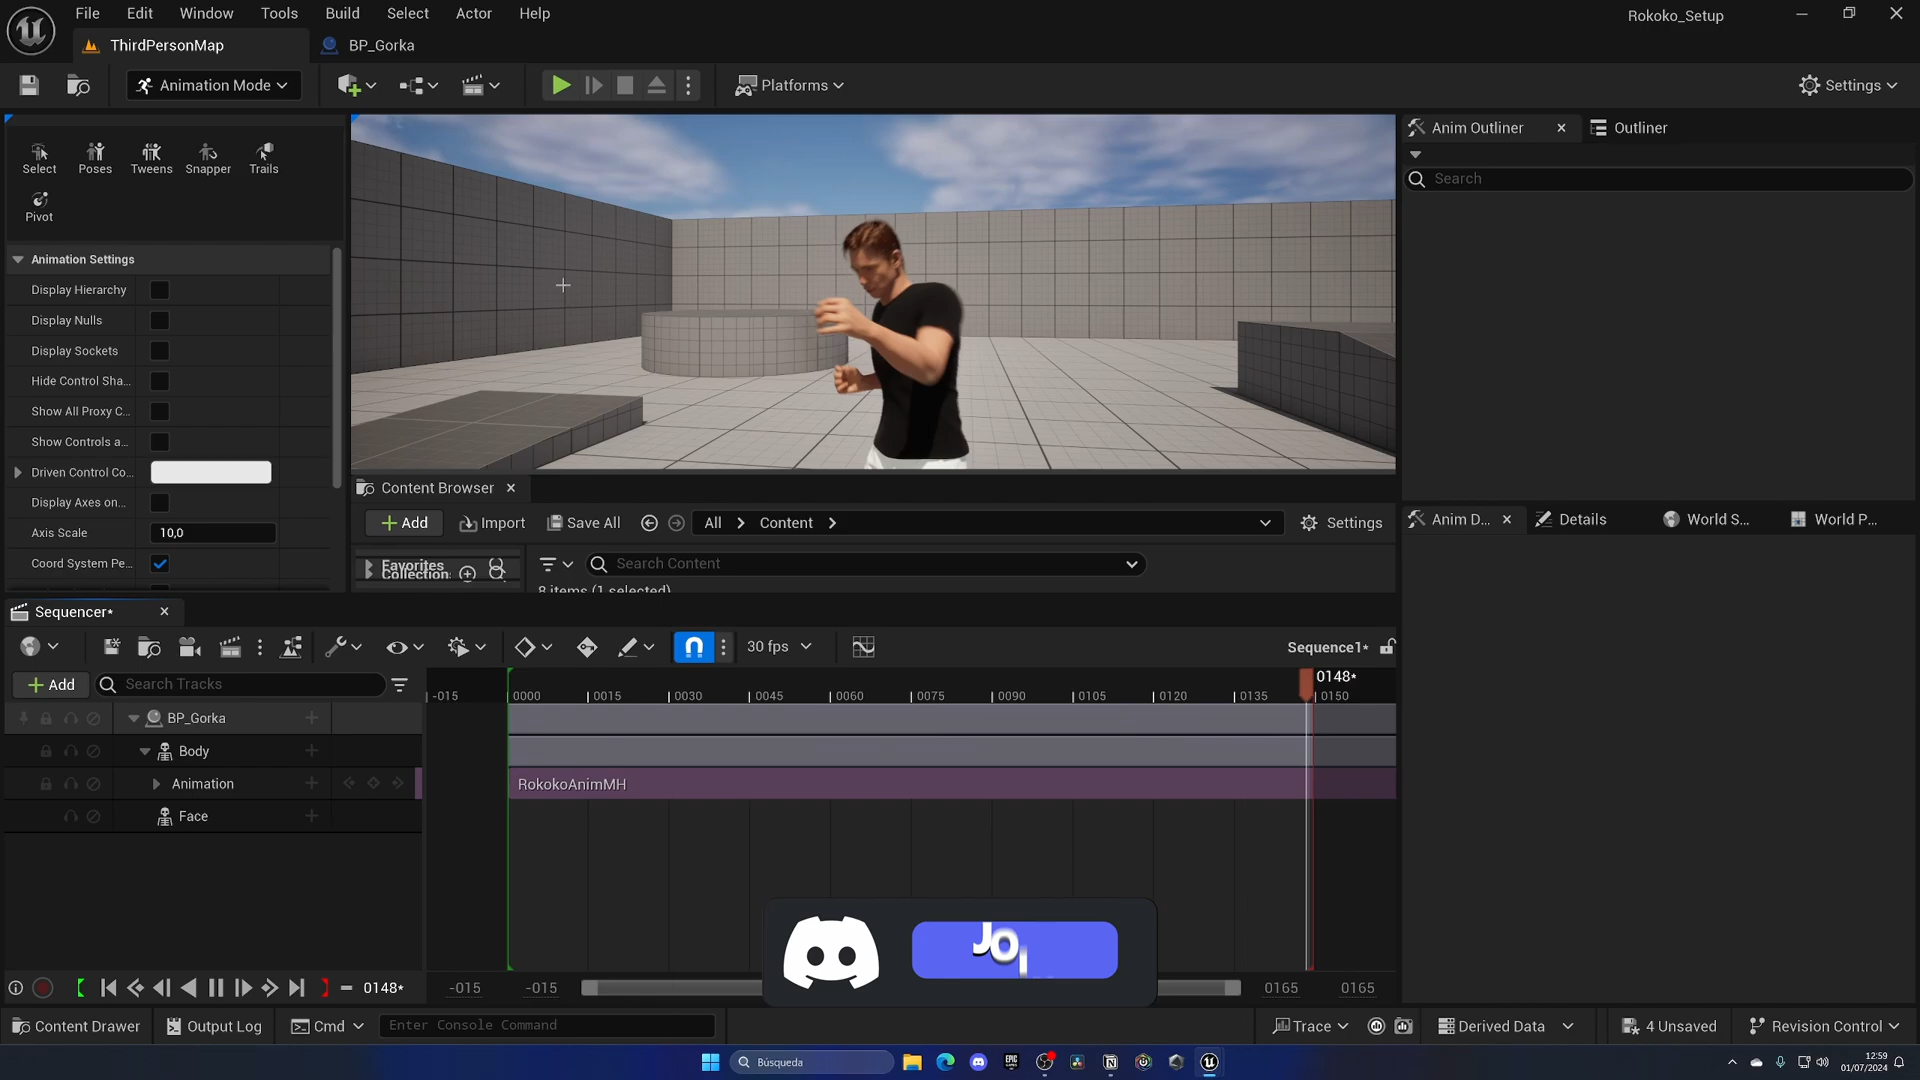 File Edit Window Tools Build Select Actor Help
Rokoko_Setup
ThirdPersonMap
BP_Gorka
Animation Mode
Platforms
Settings
Select Poses Tweens Snapper Trails
Pivot
Animation Settings
Display Hierarchy
Display Nulls
Display Sockets
Hide Control Sha...
Show All Proxy C...
Show Controls a...
Driven Control Co...
Display Axes on...
Axis Scale 10,0
Coord System Pe...
Anim Outliner
Outliner
Search
Content Browser
Add Import Save All All Content Settings
Favorites
Collections
Search Content
8 items (1 selected)
Anim D... Details World S... World P...
Sequencer*
30 fps
Sequence1*
Add Search Tracks
0148*
-015 0000 0015 0030 0045 0060 0075 0090 0105 0120 0135 0150
BP_Gorka
Body
Animation
RokokoAnimMH
Face
JOI
0148* -015 -015 0165 0165
Content Drawer Output Log Cmd Enter Console Command Trace Derived Data 4 Unsaved Revision Control
Búsqueda
EPIC GAMES
12:59
01/07/2024